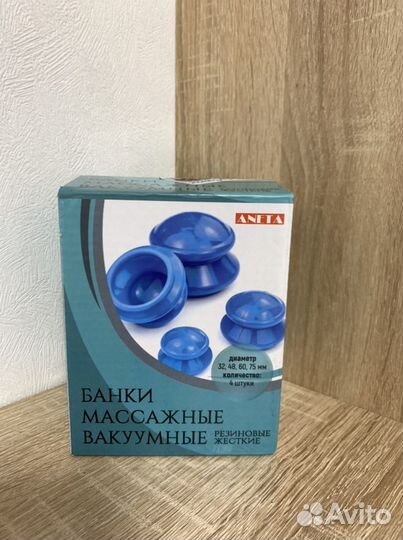 ANETA
диаметр
32, 48, 60, 75 мм
количество:
4 штуки
БАНКИ
МАССАЖНЫЕ
ВАКУУМНЫЕ
РЕЗИНОВЫЕ
ЖЕСТКИЕ
Avito